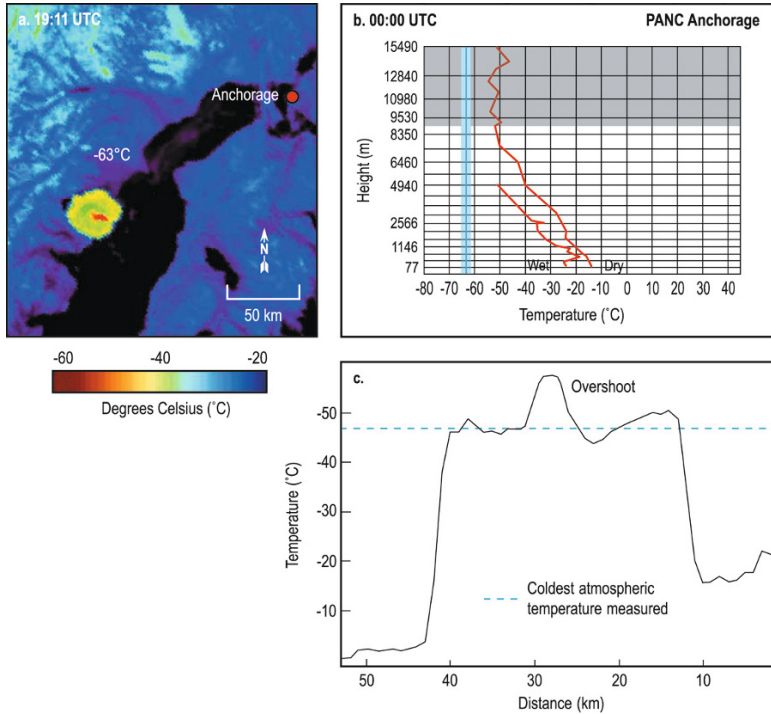 a. 19:11 UTC
Anchorage
-63°C
N
50 km
-60
-40
-20
Degrees Celsius (˚C)
b. 00:00 UTC
PANC Anchorage
15490
12840
10980
9530
8350
6460
4940
2566
1146
77
Height (m)
Wet
Dry
-80 -70 -60 -50 -40 -30 -20 -10 0 10 20 30 40
Temperature (˚C)
c.
Overshoot
-50
-40
-20
-10
Temperature (˚C)
Coldest atmospheric
temperature measured
50 40 30 20 10
Distance (km)